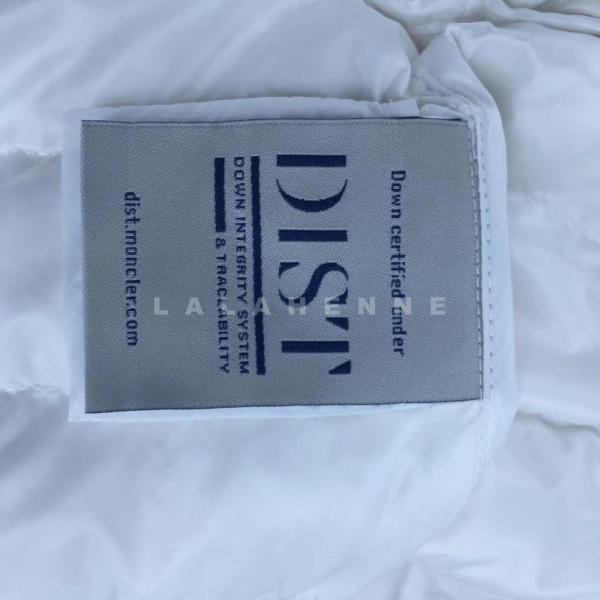 Down certified under
DIST
DOWN INTEGRITY SYSTEM
& TRACEABILITY
dist.moncler.com
LALAHENNE